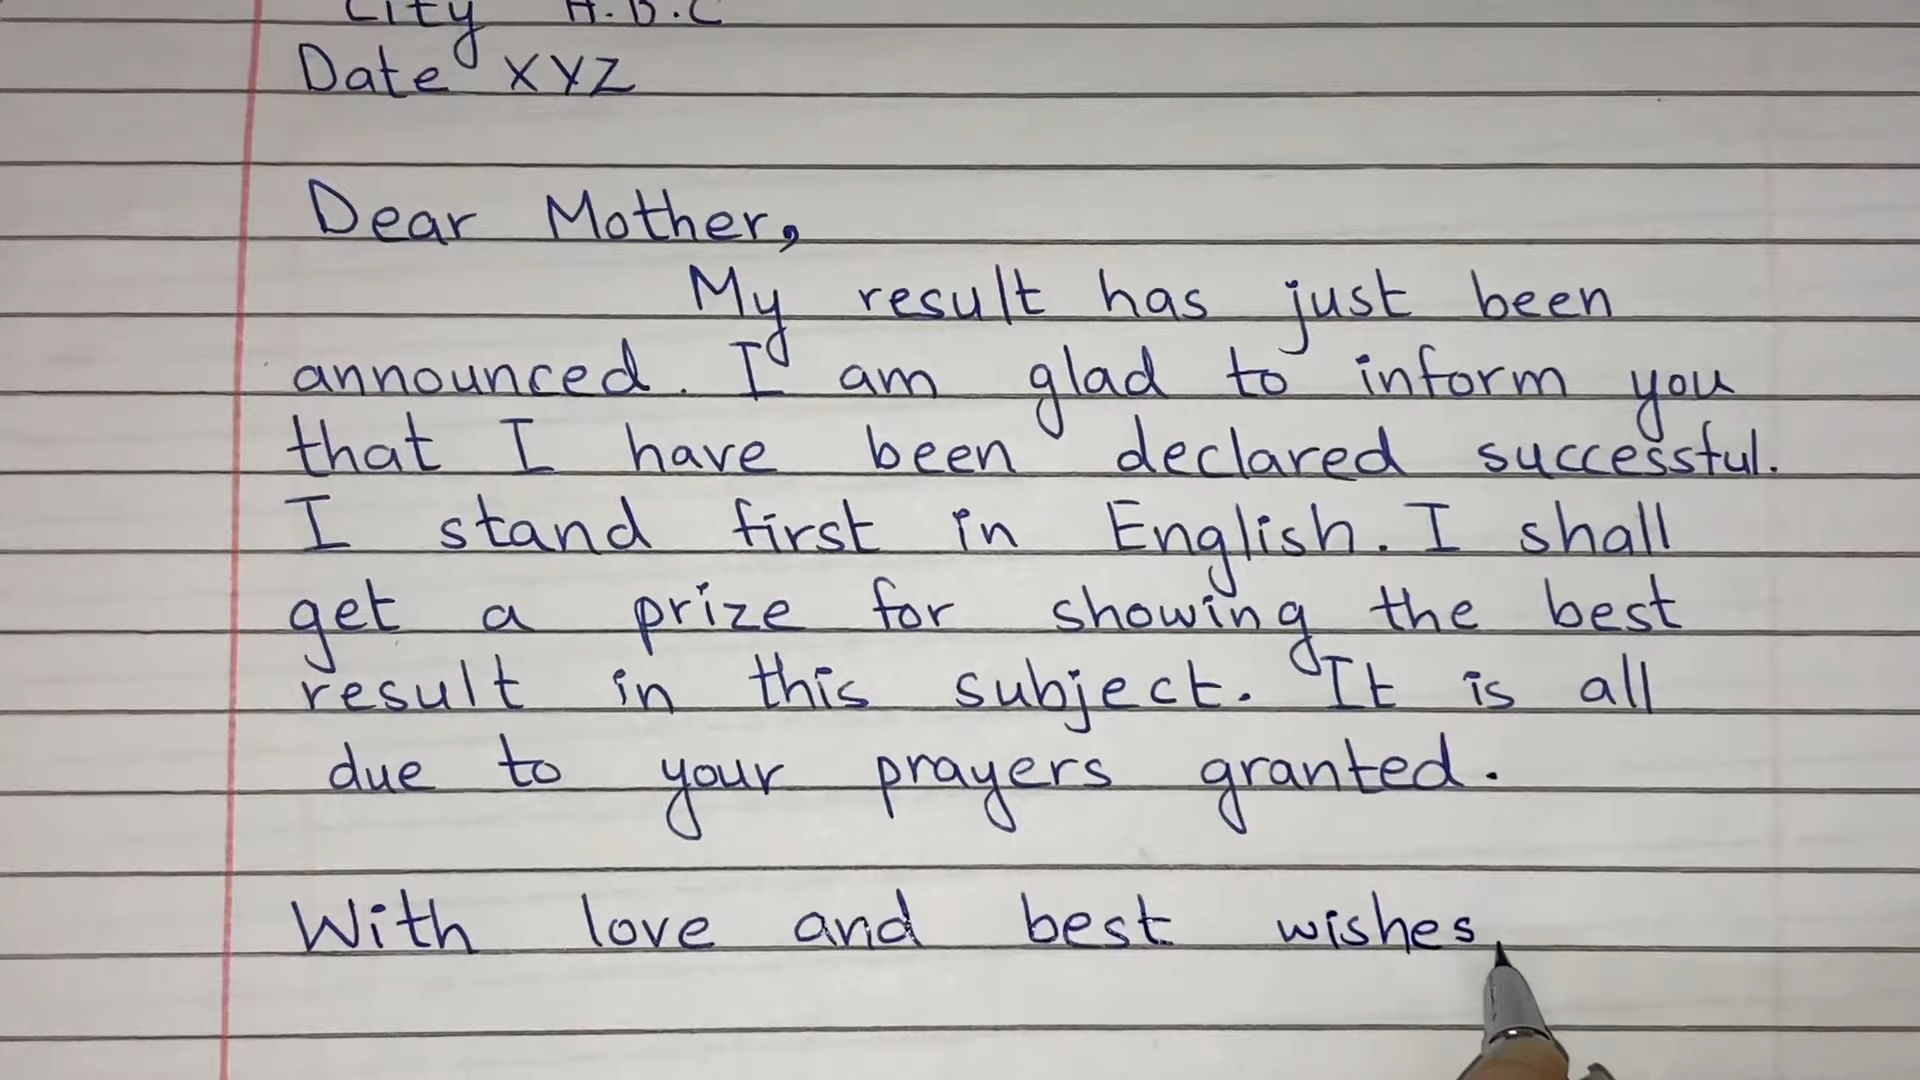 City A.B.C
Date XYZ
Dear Mother,
My result has just been
announced. I am glad to inform you
that I have been declared successful.
I stand first in English. I shall
get a prize for showing the best
result in this subject. It is all
due to your prayers granted.
With love and best wishes,